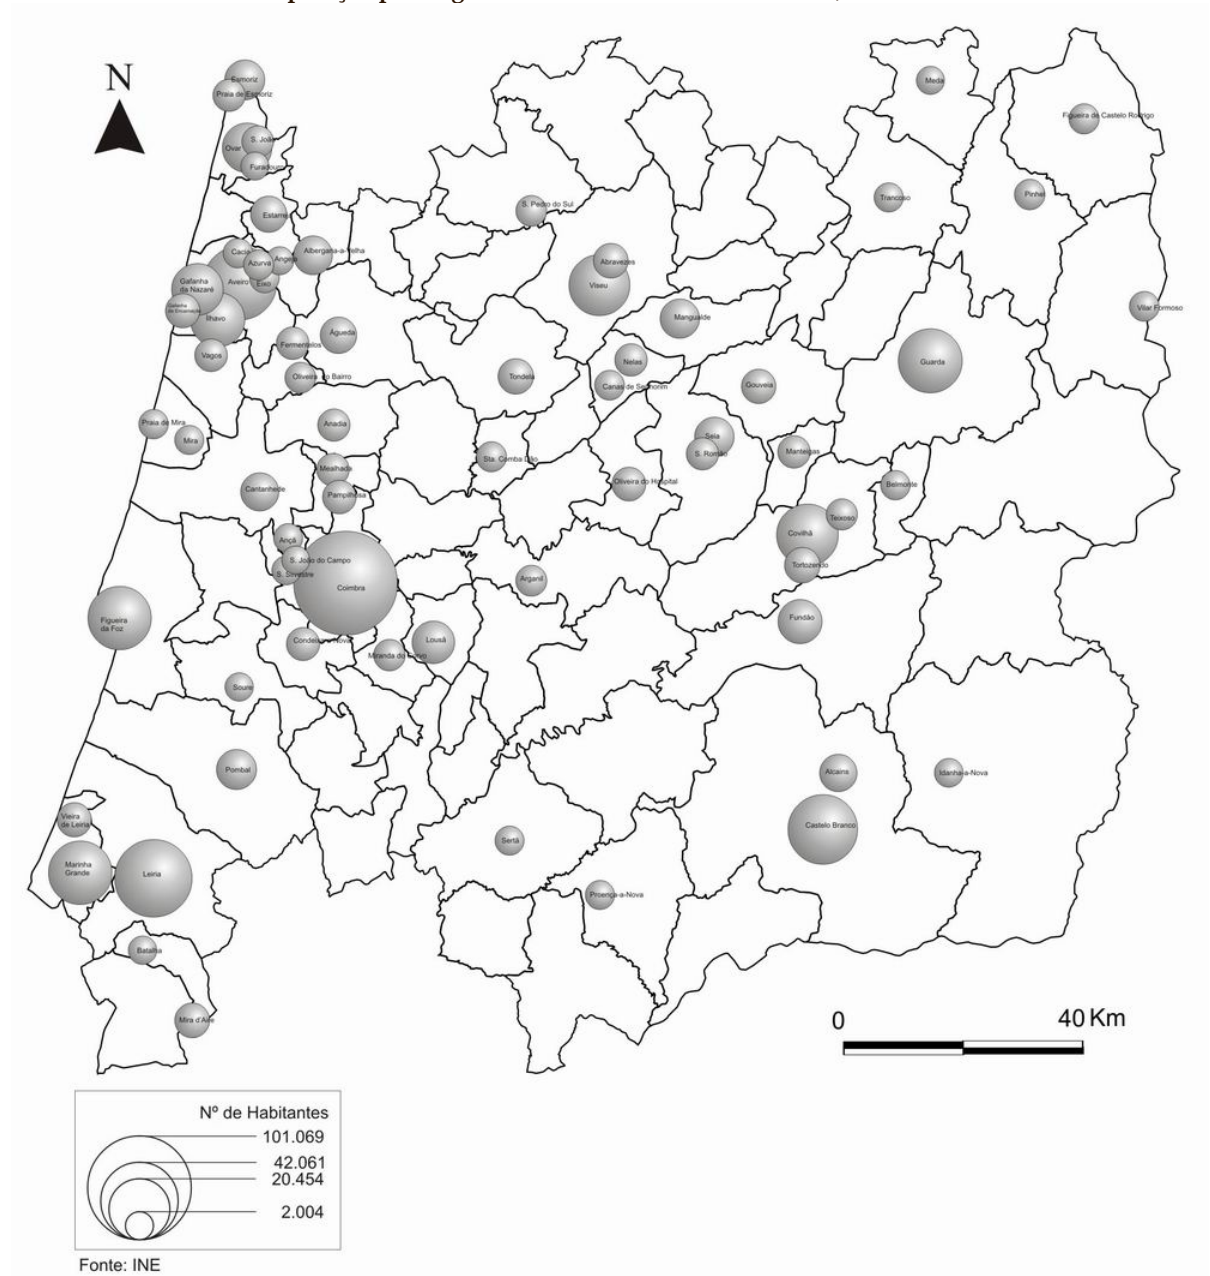 N
Esmoriz
Praia de Esmoriz
Meda
Figueira de Castelo Rodrigo
S. João
Ovar
Furadouro
S. Pedro do Sul
Trancoso
Pinhel
Estarreja
Albergaria-a-Velha
Cacia
Azurva
Angeja
Abravezes
Aveiro
Eixo
Gafanha
da Nazaré
Viseu
Gafanha
da Encarnação
Ílhavo
Mangualde
Vilar Formoso
Águeda
Fermentelos
Vagos
Nelas
Guarda
Oliveira do Bairro
Tondela
Canas de Senhorim
Gouveia
Praia de Mira
Mira
Anadia
Seia
S. Romão
Manteigas
Sta. Comba Dão
Mealhada
Cantanhede
Pampilhosa
Oliveira do Hospital
Belmonte
Teixoso
Covilhã
Ançã
S. João do Campo
S. Silvestre
Tortozendo
Arganil
Coimbra
Figueira
da Foz
Fundão
Condeixa-a-Nova
Lousã
Miranda do Corvo
Soure
Pombal
Alcains
Idanha-a-Nova
Vieira
de Leiria
Castelo Branco
Sertã
Marinha
Grande
Leiria
Proença-a-Nova
Batalha
Mira d'Aire
0 40 Km
Nº de Habitantes
101.069
42.061
20.454
2.004
Fonte: INE